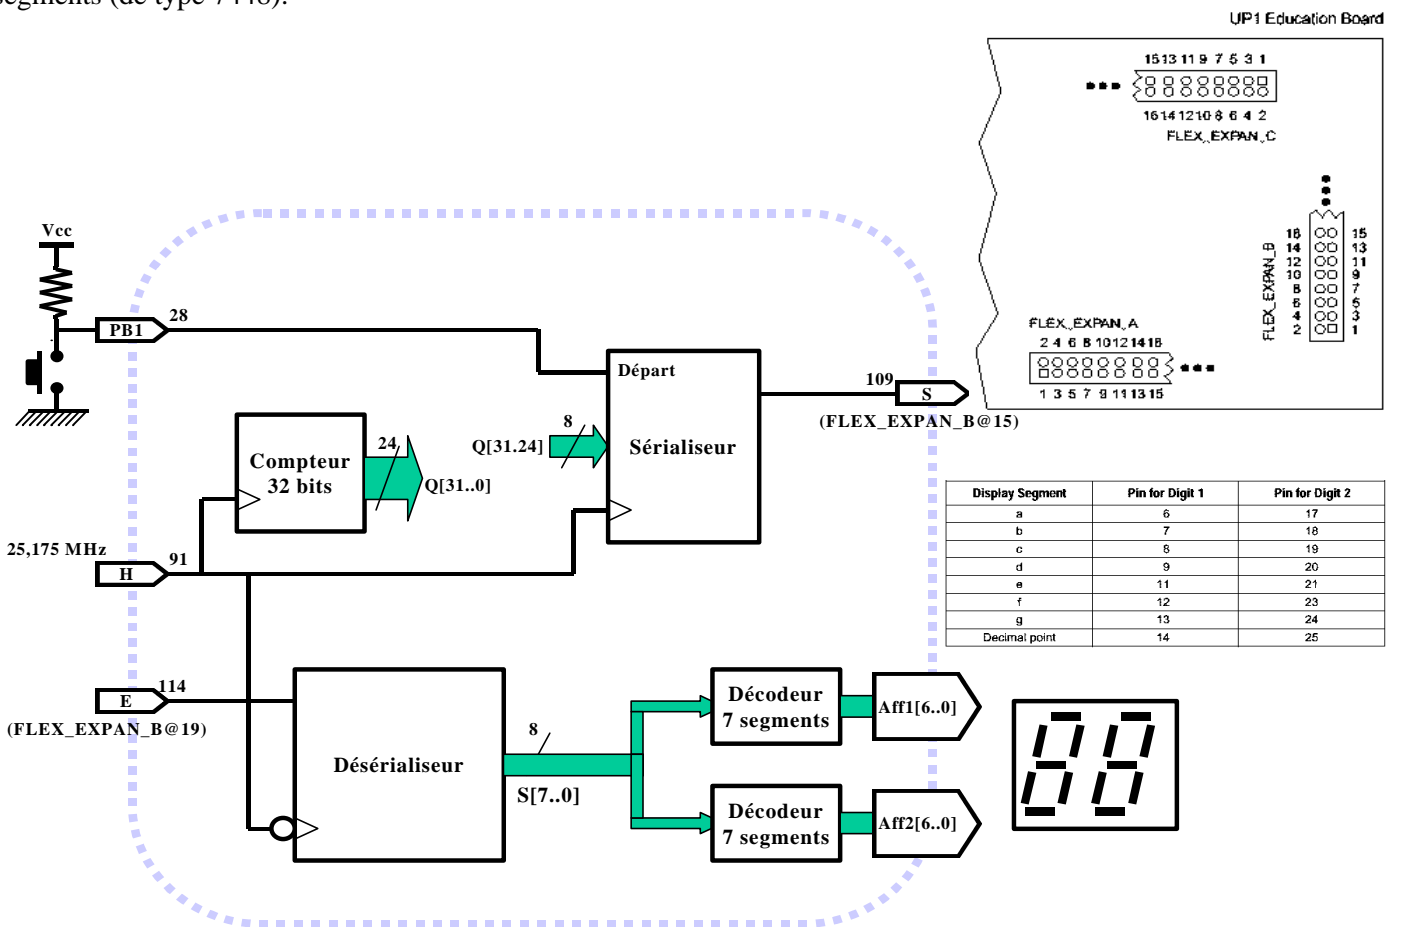 segments (de type 7448).
UP1 Education Board
15 13 11 9 7 5 3 1
16 14 12 10 8 6 4 2
FLEX_EXPAN_C
16 15
14 13
12 11
10 9
8 7
6 5
4 3
2 1
FLEX_EXPAN_B
FLEX_EXPAN_A
2 4 6 8 10 12 14 16
1 3 5 7 9 11 13 15
Vcc
PB1
28
Départ
Sérialiseur
109
S
(FLEX_EXPAN_B@15)
8
Q[31.24]
Compteur
32 bits
24
Q[31..0]
25,175 MHz
91
H
Display Segment Pin for Digit 1 Pin for Digit 2
a 6 17
b 7 18
c 8 19
d 9 20
e 11 21
f 12 23
g 13 24
Decimal point 14 25
114
E
(FLEX_EXPAN_B@19)
Désérialiseur
8
S[7..0]
Décodeur
7 segments
Aff1[6..0]
Décodeur
7 segments
Aff2[6..0]